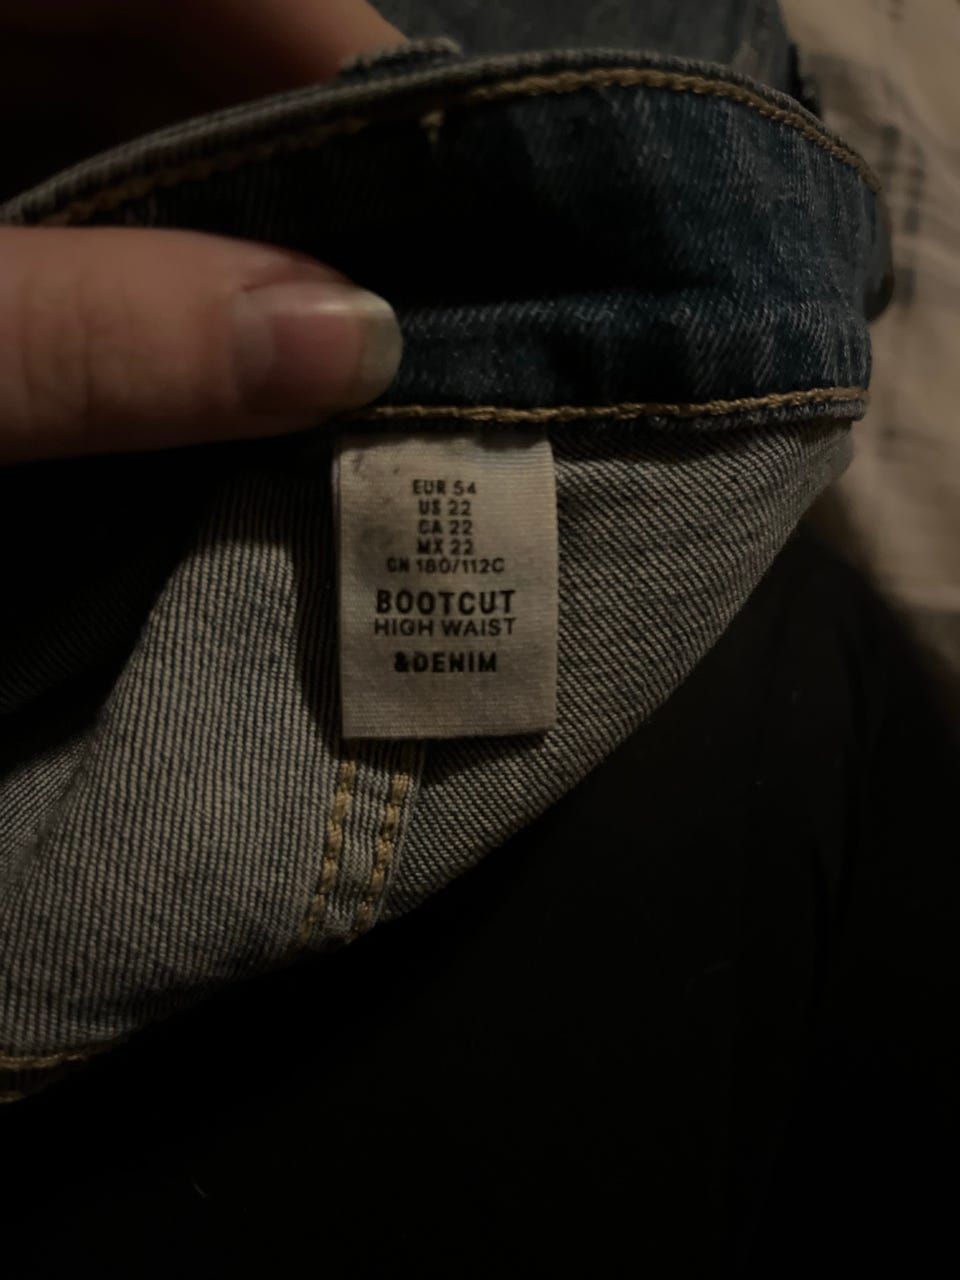 EUR 54
US 22
CA 22
MX 22
CN 180/112C
BOOTCUT
HIGH WAIST
&DENIM